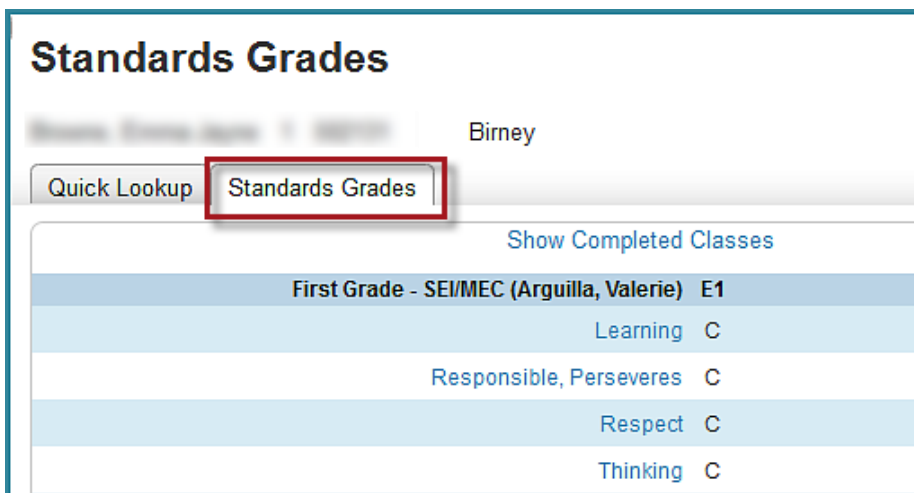 Standards Grades
Birney
Quick Lookup Standards Grades
Show Completed Classes
First Grade - SEI/MEC (Arguilla, Valerie) E1
Learning C
Responsible, Perseveres C
Respect C
Thinking C